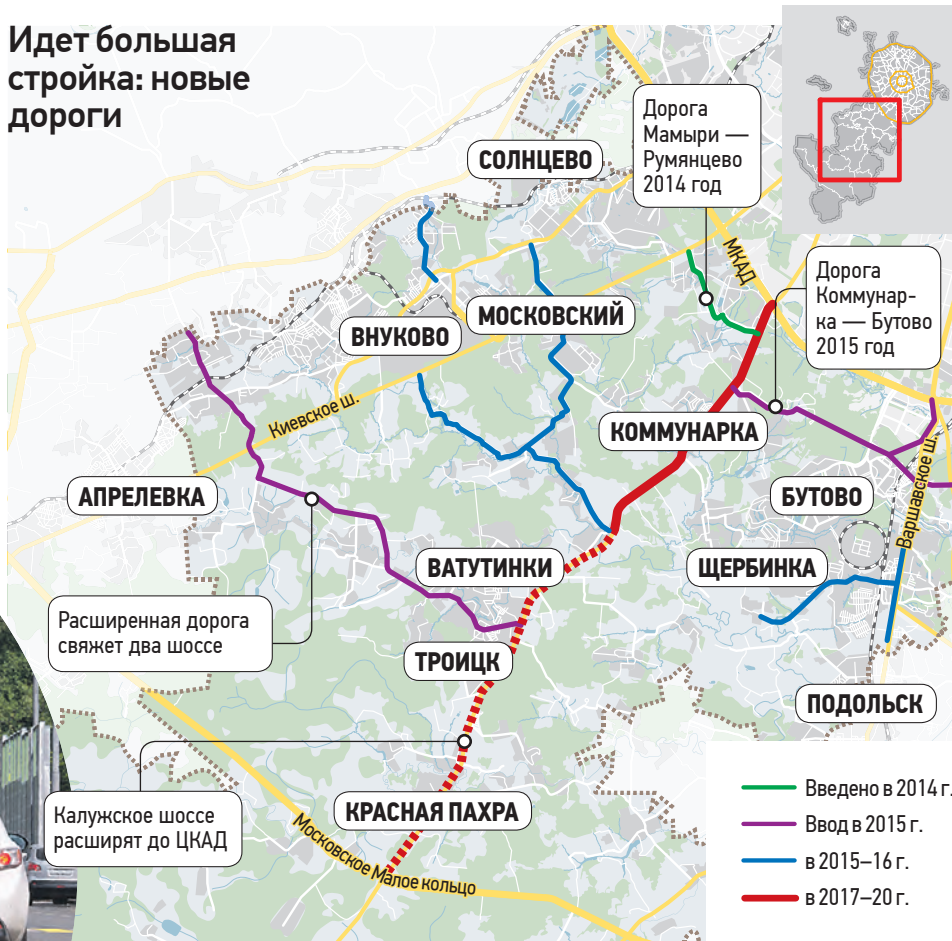 Идет большая
стройка: новые
дороги
Дорога
Мамыри —
Румянцево
2014 год
СОЛНЦЕВО
МКАД
Дорога
Коммунар-
ка — Бутово
2015 год
МОСКОВСКИЙ
ВНУКОВО
Киевское ш.
КОММУНАРКА
АПРЕЛЕВКА
БУТОВО
Варшавское ш.
ВАТУТИНКИ
ЩЕРБИНКА
Расширенная дорога
свяжет два шоссе
ТРОИЦК
ПОДОЛЬСК
Калужское шоссе
расширят до ЦКАД
КРАСНАЯ ПАХРА
Московское Малое кольцо
Введено в 2014 г.
Ввод в 2015 г.
в 2015–16 г.
в 2017–20 г.